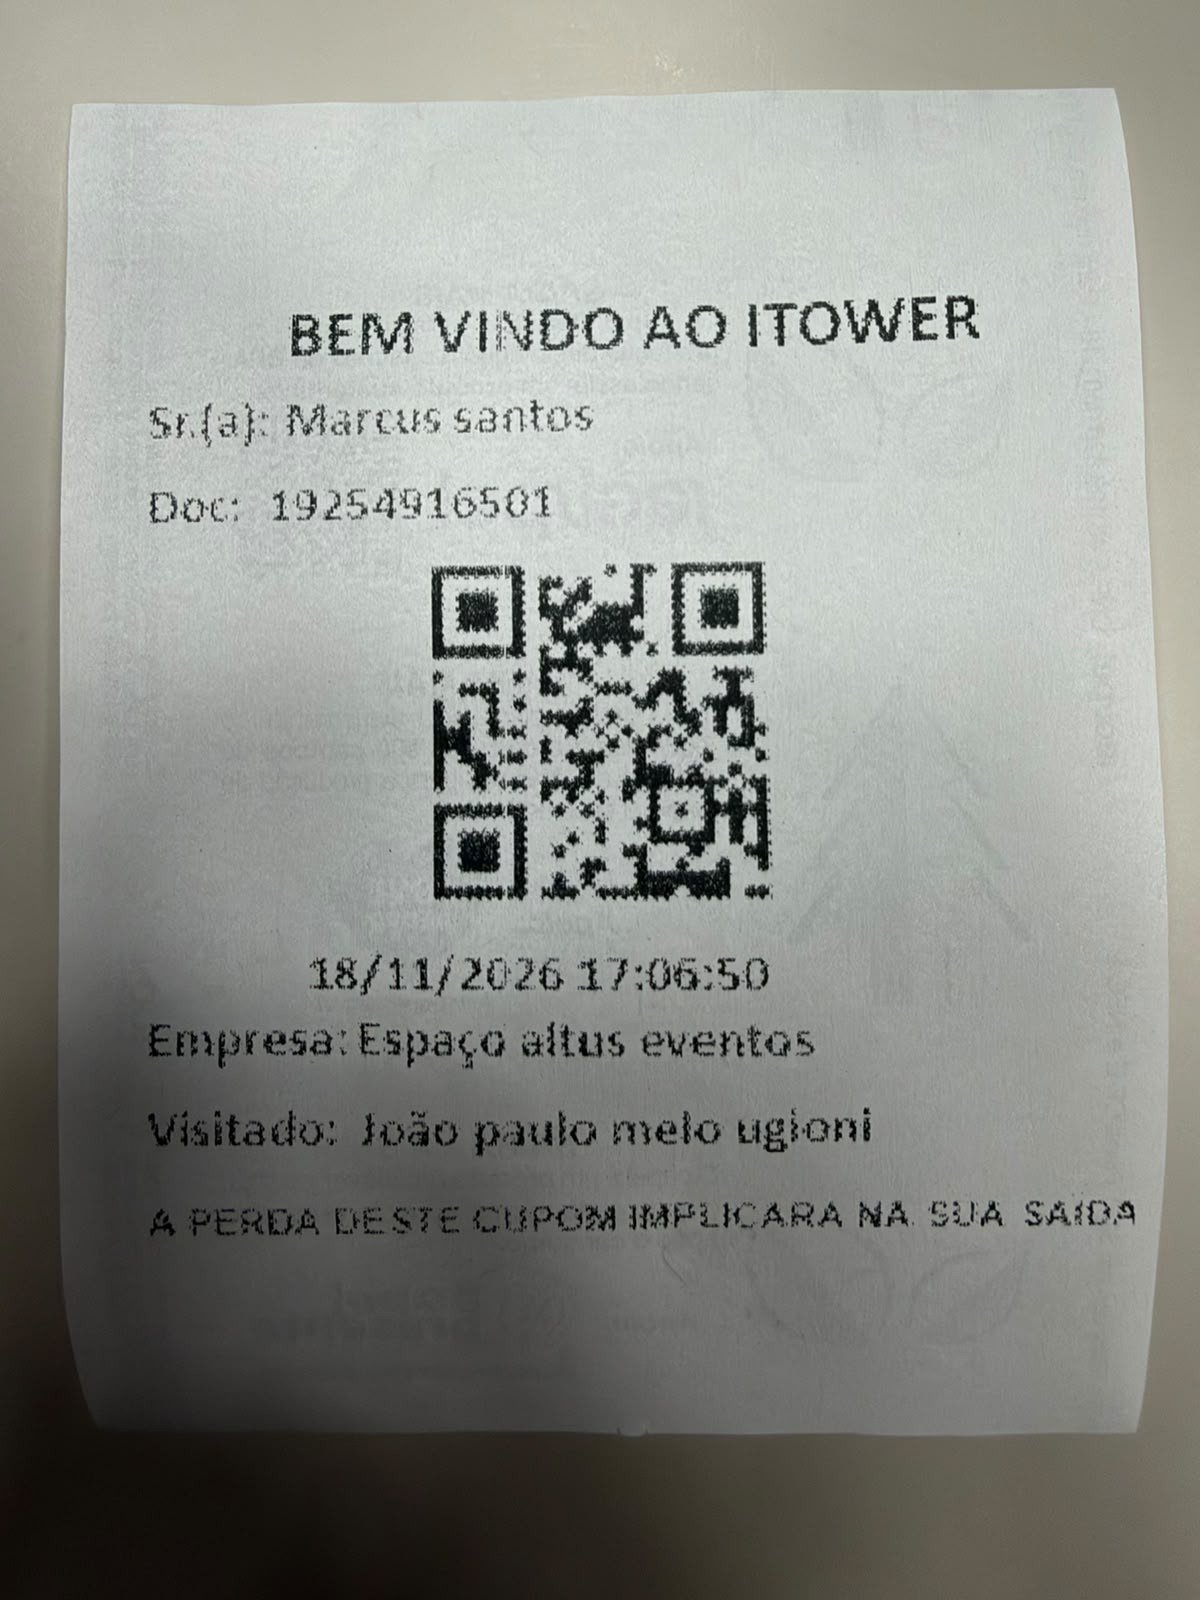 BEM VINDO AO ITOWER
Sr.(a): Marcus santos
Doc: 19254916501
18/11/2026 17:06:50
Empresa: Espaço altus eventos
Visitado: João paulo melo ugioni
A PERDA DESTE CUPOM IMPLICARA NA SUA SAIDA